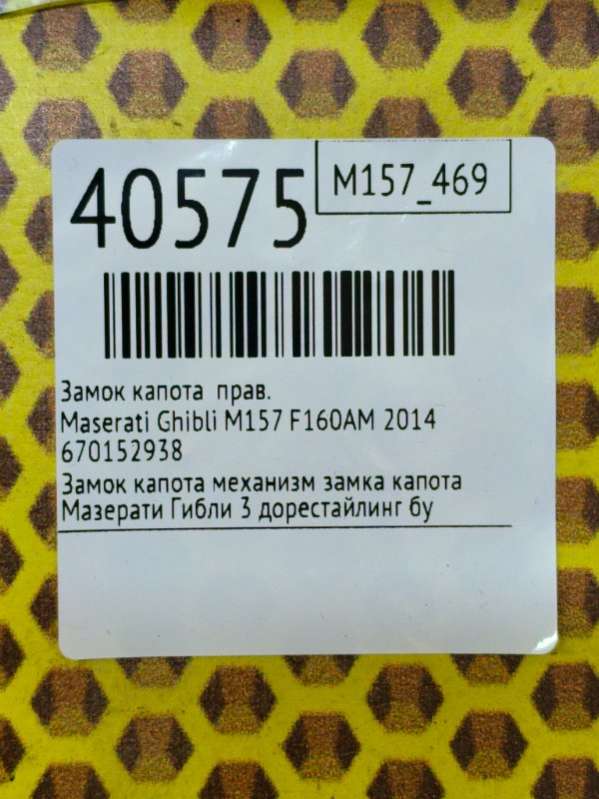 40575
M157_469
Замок капота прав.
Maserati Ghibli M157 F160AM 2014
670152938
Замок капота механизм замка капота
Мазерати Гибли 3 дорестайлинг бу